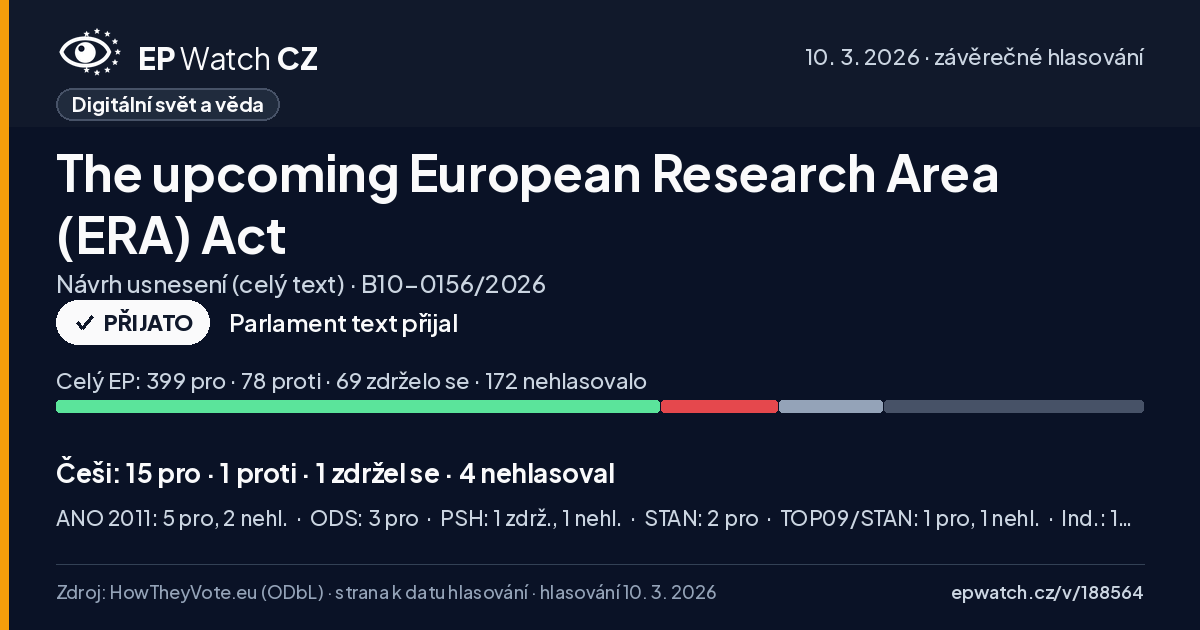 EP Watch CZ
10. 3. 2026 · závěrečné hlasování
Digitální svět a věda
The upcoming European Research Area
(ERA) Act
Návrh usnesení (celý text) · B10–0156/2026
✓ PŘIJATO Parlament text přijal
Celý EP: 399 pro · 78 proti · 69 zdrželo se · 172 nehlasovalo
Češi: 15 pro · 1 proti · 1 zdržel se · 4 nehlasoval
ANO 2011: 5 pro, 2 nehl. · ODS: 3 pro · PSH: 1 zdrž., 1 nehl. · STAN: 2 pro · TOP09/STAN: 1 pro, 1 nehl. · Ind.: 1…
Zdroj: HowTheyVote.eu (ODbL) · strana k datu hlasování · hlasování 10. 3. 2026
epwatch.cz/v/188564